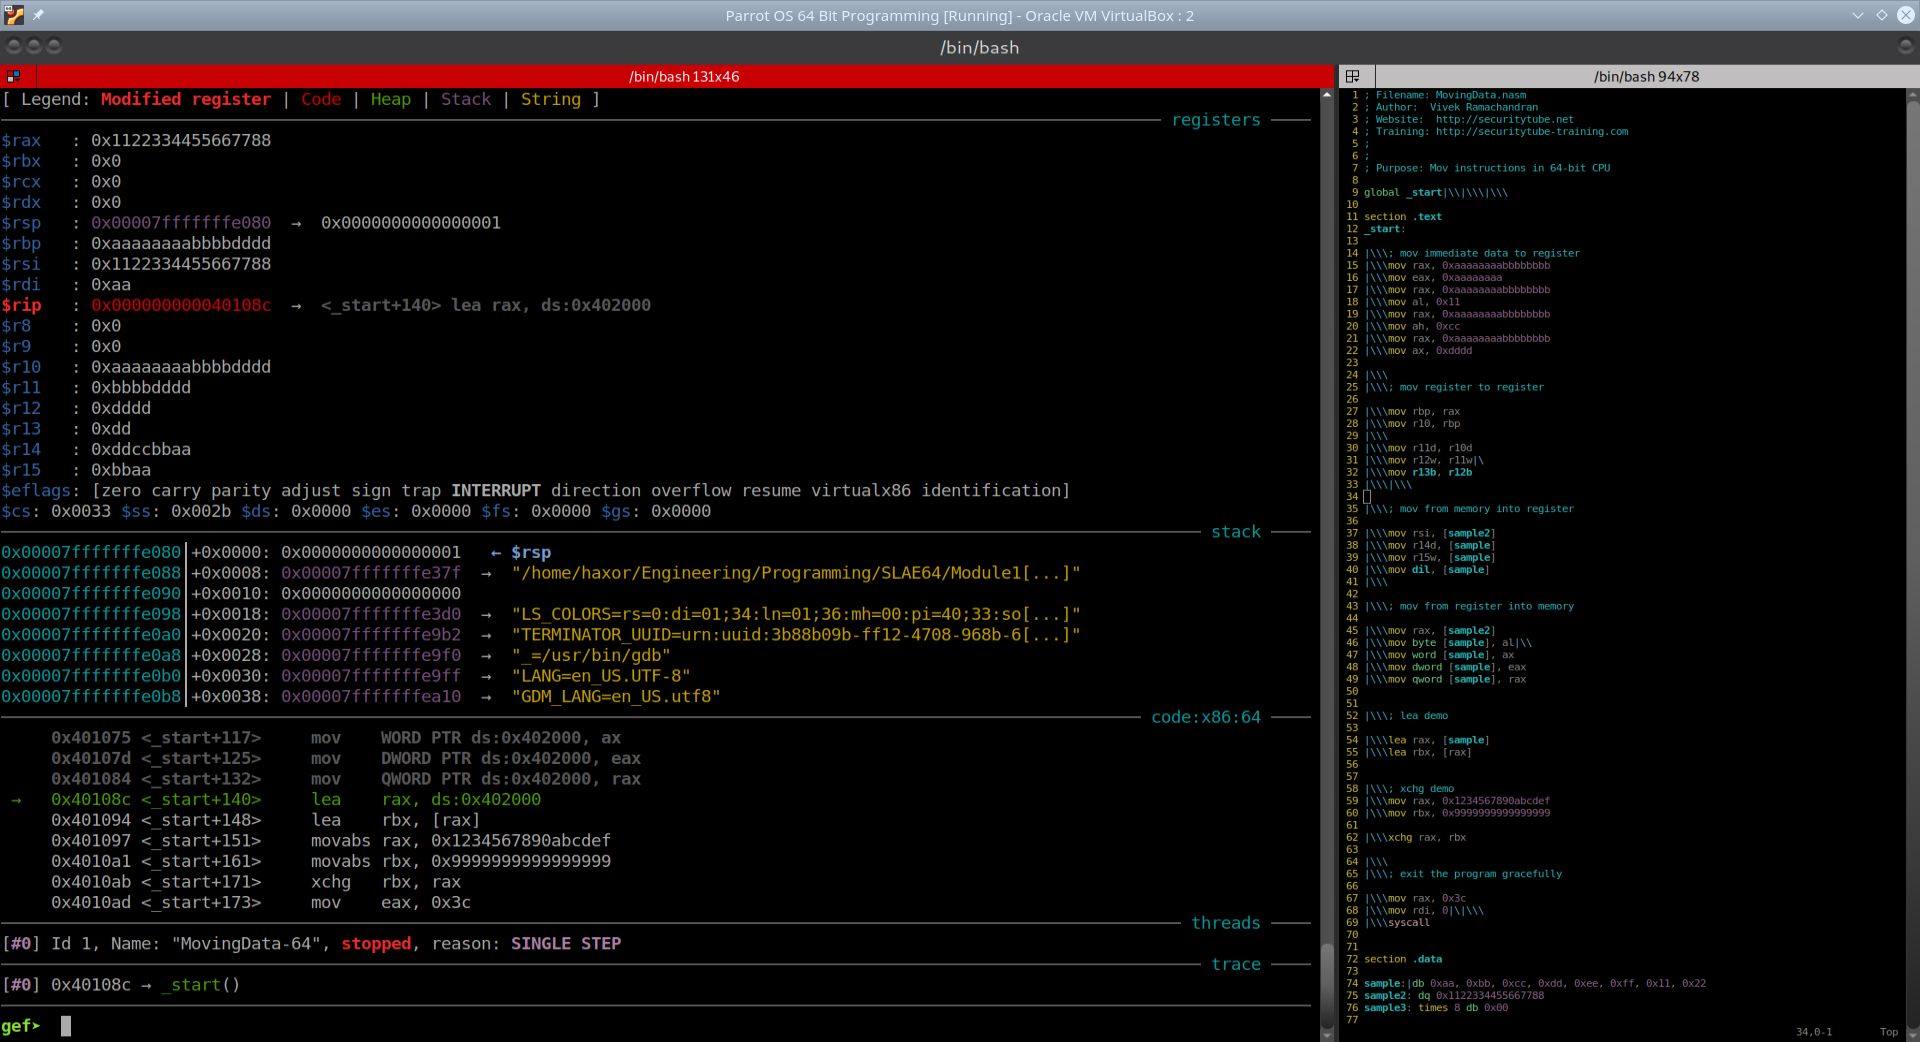 Parrot OS 64 Bit Programming [Running] - Oracle VM VirtualBox : 2
/bin/bash
/bin/bash 131x46
[ Legend: Modified register | Code | Heap | Stack | String ]
registers
$rax   : 0x1122334455667788
$rbx   : 0x0
$rcx   : 0x0
$rdx   : 0x0
$rsp   : 0x00007fffffffe080  →  0x0000000000000001
$rbp   : 0xaaaaaaaabbbbdddd
$rsi   : 0x1122334455667788
$rdi   : 0xaa
$rip   : 0x000000000040108c  →  <_start+140> lea rax, ds:0x402000
$r8    : 0x0
$r9    : 0x0
$r10   : 0xaaaaaaaabbbbdddd
$r11   : 0xbbbbdddd
$r12   : 0xdddd
$r13   : 0xdd
$r14   : 0xddccbbaa
$r15   : 0xbbaa
$eflags: [zero carry parity adjust sign trap INTERRUPT direction overflow resume virtualx86 identification]
$cs: 0x0033 $ss: 0x002b $ds: 0x0000 $es: 0x0000 $fs: 0x0000 $gs: 0x0000
stack
0x00007fffffffe080│+0x0000: 0x0000000000000001   ← $rsp
0x00007fffffffe088│+0x0008: 0x00007fffffffe37f  →  "/home/haxor/Engineering/Programming/SLAE64/Module1[...]"
0x00007fffffffe090│+0x0010: 0x0000000000000000
0x00007fffffffe098│+0x0018: 0x00007fffffffe3d0  →  "LS_COLORS=rs=0:di=01;34:ln=01;36:mh=00:pi=40;33:so[...]"
0x00007fffffffe0a0│+0x0020: 0x00007fffffffe9b2  →  "TERMINATOR_UUID=urn:uuid:3b88b09b-ff12-4708-968b-6[...]"
0x00007fffffffe0a8│+0x0028: 0x00007fffffffe9f0  →  "_=/usr/bin/gdb"
0x00007fffffffe0b0│+0x0030: 0x00007fffffffe9ff  →  "LANG=en_US.UTF-8"
0x00007fffffffe0b8│+0x0038: 0x00007fffffffea10  →  "GDM_LANG=en_US.utf8"
code:x86:64
0x401075 <_start+117>     mov    WORD PTR ds:0x402000, ax
0x40107d <_start+125>     mov    DWORD PTR ds:0x402000, eax
0x401084 <_start+132>     mov    QWORD PTR ds:0x402000, rax
→   0x40108c <_start+140>     lea    rax, ds:0x402000
0x401094 <_start+148>     lea    rbx, [rax]
0x401097 <_start+151>     movabs rax, 0x1234567890abcdef
0x4010a1 <_start+161>     movabs rbx, 0x9999999999999999
0x4010ab <_start+171>     xchg   rbx, rax
0x4010ad <_start+173>     mov    eax, 0x3c
threads
[#0] Id 1, Name: "MovingData-64", stopped, reason: SINGLE STEP
trace
[#0] 0x40108c → _start()
gef➤
/bin/bash 94x78
1 ; Filename: MovingData.nasm
2 ; Author:  Vivek Ramachandran
3 ; Website:  http://securitytube.net
4 ; Training: http://securitytube-training.com
5 ;
6 ;
7 ; Purpose: Mov instructions in 64-bit CPU
8
9 global _start|\\|\\\|\\\
10
11 section .text
12 _start:
13
14 |\\\; mov immediate data to register
15 |\\\mov rax, 0xaaaaaaaabbbbbbbb
16 |\\\mov eax, 0xaaaaaaaa
17 |\\\mov rax, 0xaaaaaaaabbbbbbbb
18 |\\\mov al, 0x11
19 |\\\mov rax, 0xaaaaaaaabbbbbbbb
20 |\\\mov ah, 0xcc
21 |\\\mov rax, 0xaaaaaaaabbbbbbbb
22 |\\\mov ax, 0xdddd
23
24 |\\\
25 |\\\; mov register to register
26
27 |\\\mov rbp, rax
28 |\\\mov r10, rbp
29 |\\\
30 |\\\mov r11d, r10d
31 |\\\mov r12w, r11w|\
32 |\\\mov r13b, r12b
33 |\\\|\\\
34
35 |\\\; mov from memory into register
36
37 |\\\mov rsi, [sample2]
38 |\\\mov r14d, [sample]
39 |\\\mov r15w, [sample]
40 |\\\mov dil, [sample]
41 |\\\
42
43 |\\\; mov from register into memory
44
45 |\\\mov rax, [sample2]
46 |\\\mov byte [sample], al|\\
47 |\\\mov word [sample], ax
48 |\\\mov dword [sample], eax
49 |\\\mov qword [sample], rax
50
51
52 |\\\; lea demo
53
54 |\\\lea rax, [sample]
55 |\\\lea rbx, [rax]
56
57
58 |\\\; xchg demo
59 |\\\mov rax, 0x1234567890abcdef
60 |\\\mov rbx, 0x9999999999999999
61
62 |\\\xchg rax, rbx
63
64 |\\\
65 |\\\; exit the program gracefully
66
67 |\\\mov rax, 0x3c
68 |\\\mov rdi, 0|\|\\\
69 |\\\syscall
70
71
72 section .data
73
74 sample:|db 0xaa, 0xbb, 0xcc, 0xdd, 0xee, 0xff, 0x11, 0x22
75 sample2: dq 0x1122334455667788
76 sample3: times 8 db 0x00
77
34,0-1        Top